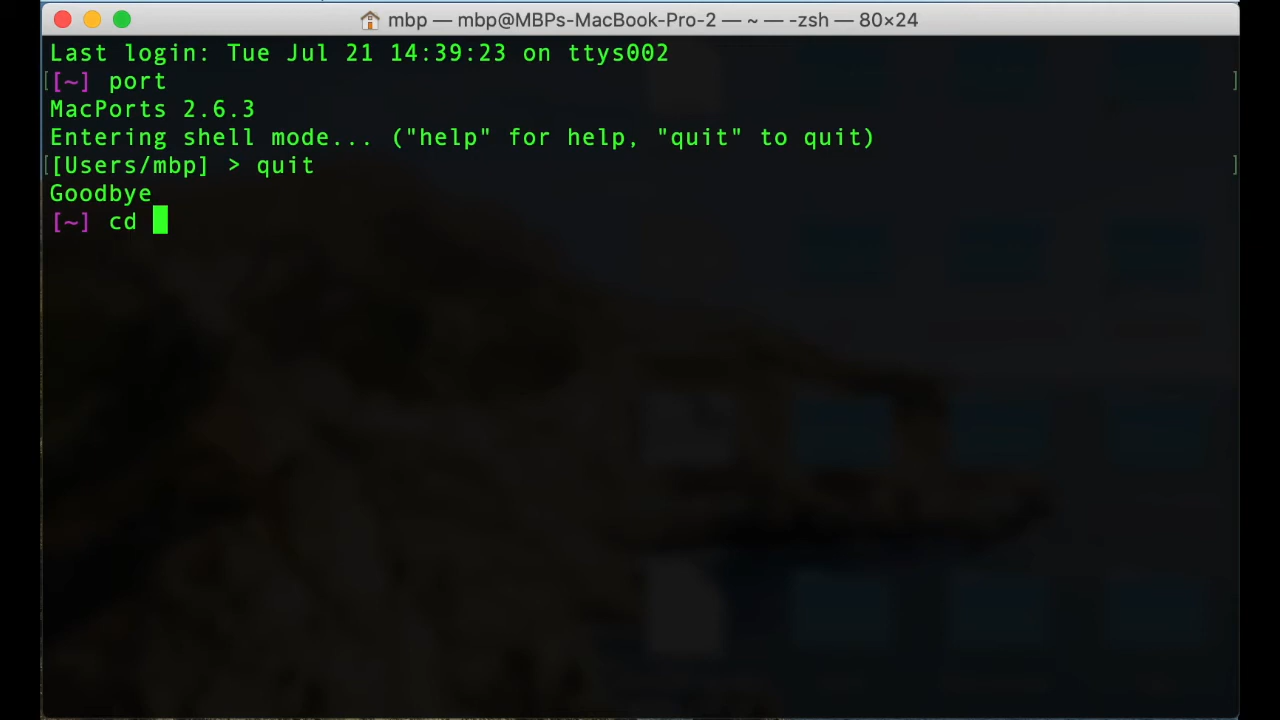 mbp — mbp@MBPs-MacBook-Pro-2 — ~ — -zsh — 80×24
Last login: Tue Jul 21 14:39:23 on ttys002
[[~] port ]
MacPorts 2.6.3
Entering shell mode... ("help" for help, "quit" to quit)
[[Users/mbp] > quit ]
Goodbye
[~] cd